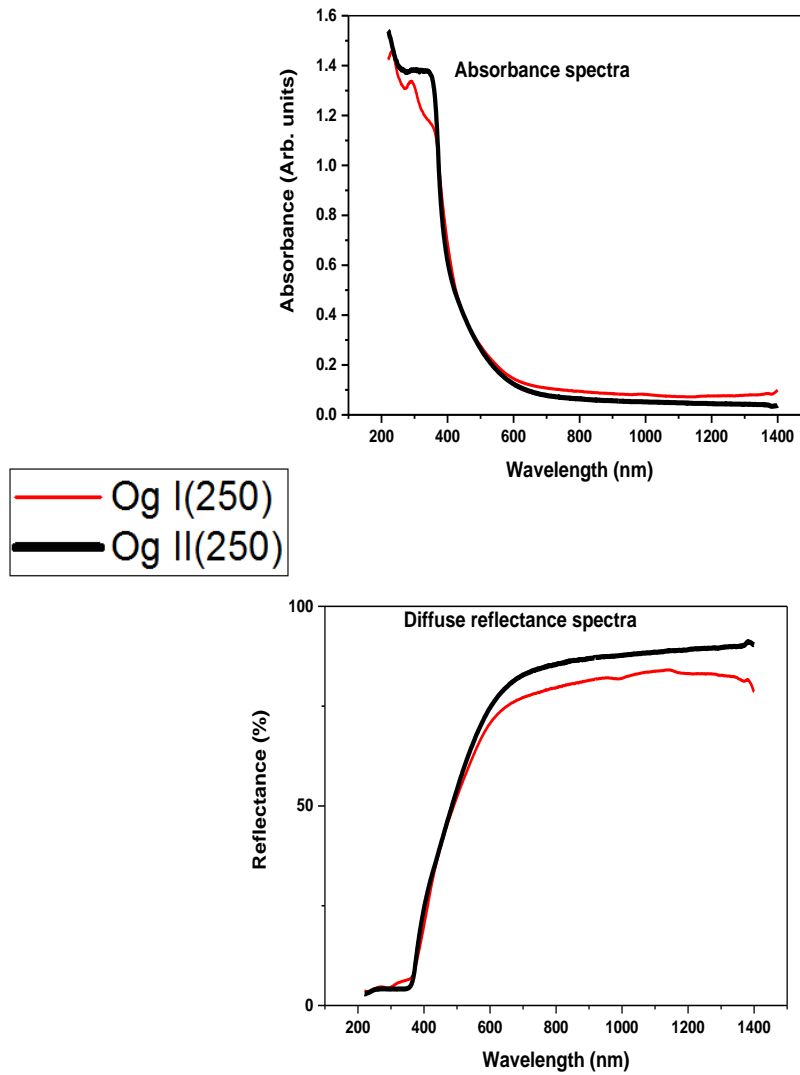 Absorbance spectra
Absorbance (Arb. units)
1.6
1.4
1.2
1.0
0.8
0.6
0.4
0.2
0.0
200 400 600 800 1000 1200 1400
Wavelength (nm)
Og I(250)
Og II(250)
Diffuse reflectance spectra
Reflectance (%)
100
50
0
200 400 600 800 1000 1200 1400
Wavelength (nm)